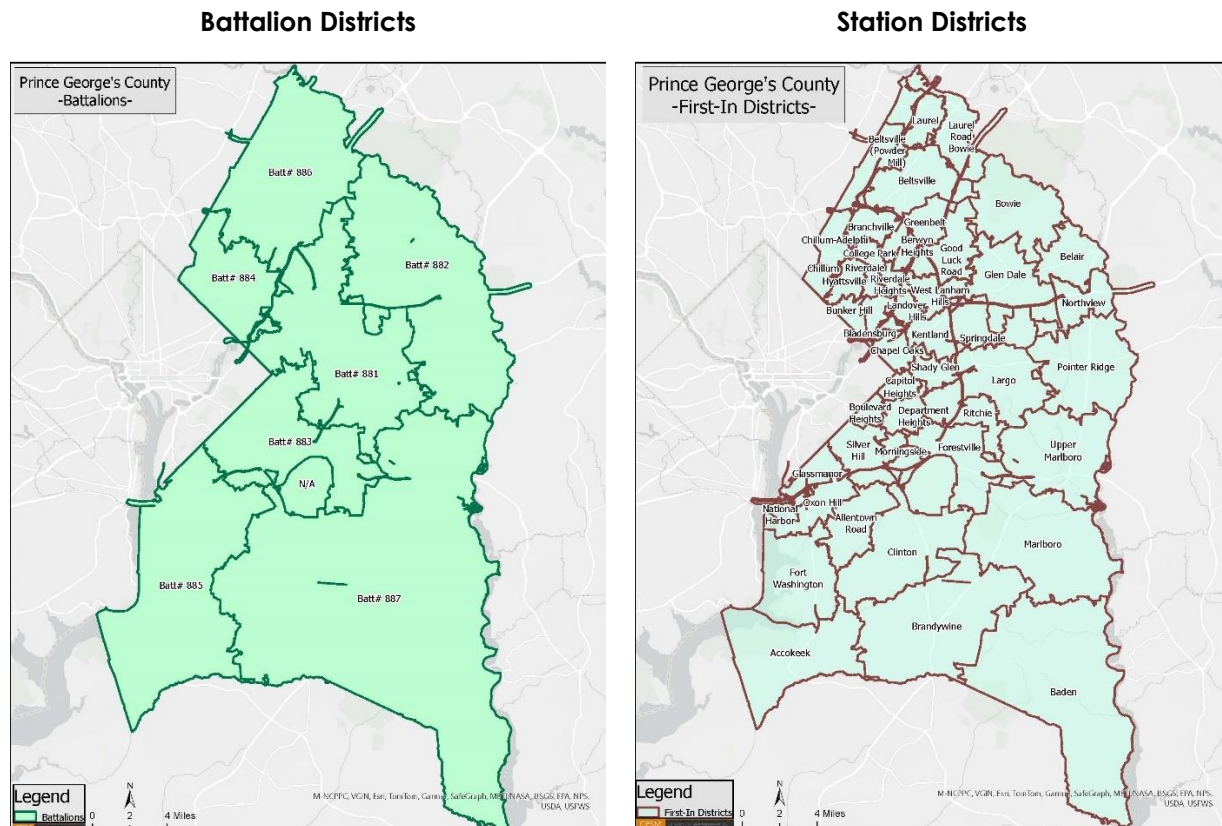 Battalion Districts
Prince George's County
-Battalions-
Batt# 886
Batt# 884
Batt# 882
Batt# 881
Batt# 883
N/A
Batt# 885
Batt# 887
Legend
Battalions
N
0 2 4 Miles
M-NCPPC, VGIN, Esri, TomTom, Garmin, SafeGraph, METI/NASA, USGS, EPA, NPS,
USDA, USFWS
Station Districts
Prince George's County
-First-In Districts-
Laurel
Laurel
Road
Bowie
Beltsville
(Powder
Mill)
Beltsville
Bowie
Branchville
Greenbelt
Chillum-Adelphi
College Park
Berwyn
Heights
Good
Luck
Road
Belair
Glen Dale
Chillum
Riverdale
Hyattsville
Riverdale
Heights
West Lanham
Hills
Northview
Bunker Hill
Landover
Hills
Bladensburg
Kentland
Springdale
Chapel Oaks
Shady Glen
Pointer Ridge
Capitol
Heights
Largo
Boulevard
Heights
Department
Heights
Ritchie
Silver
Hill
Morningside
Forestville
Upper
Marlboro
Glassmanor
Oxon Hill
National
Harbor
Allentown
Road
Clinton
Marlboro
Fort
Washington
Brandywine
Accokeek
Baden
Legend
First-In Districts
N
0 2 4 Miles
M-NCPPC, VGIN, Esri, TomTom, Garmin, SafeGraph, METI/NASA, USGS, EPA, NPS,
USDA, USFWS